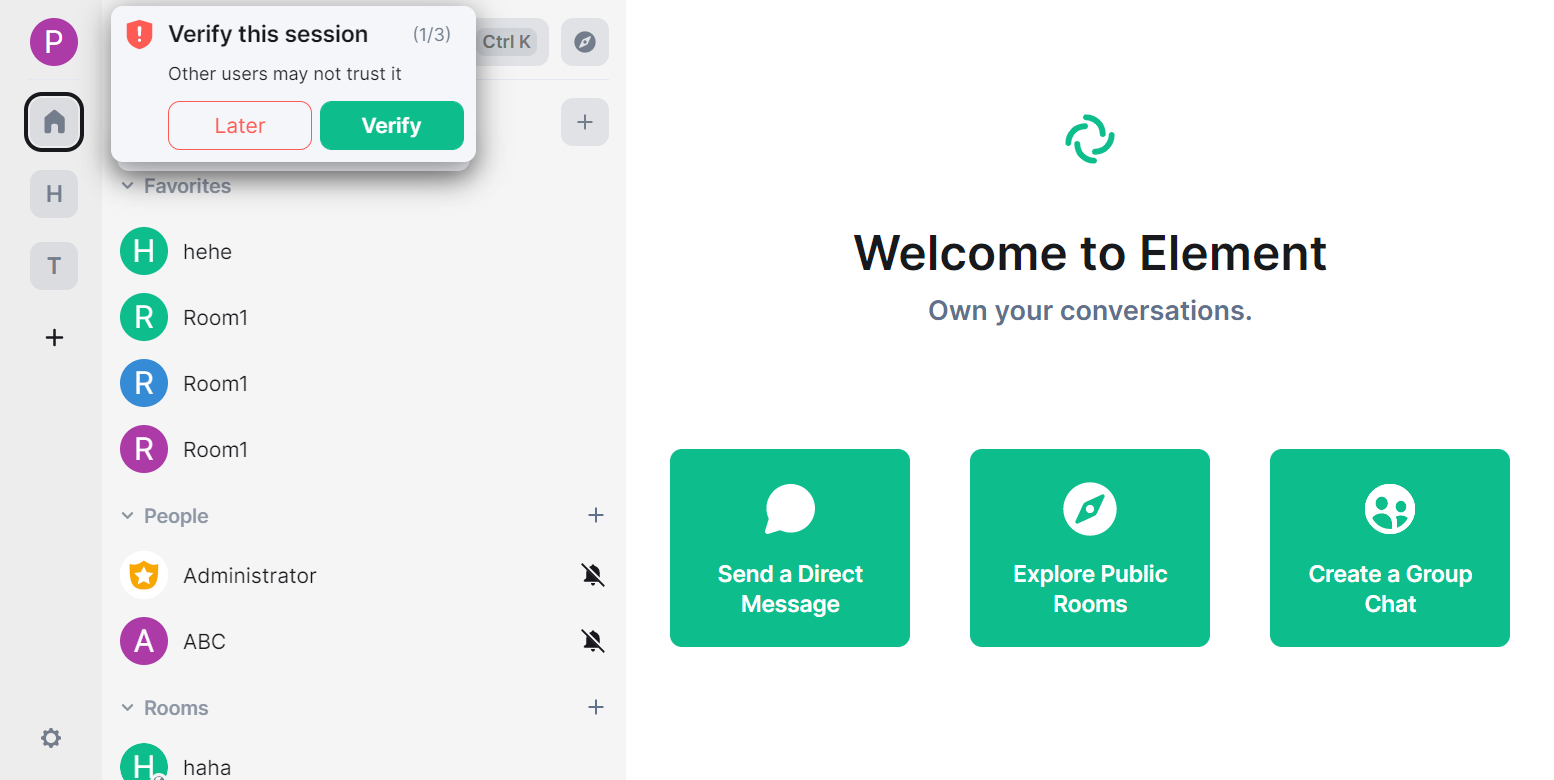 P
Verify this session (1/3)
Ctrl K
Other users may not trust it
Later Verify
H
T
Favorites
H hehe
R Room1
R Room1
R Room1
People
Administrator
A ABC
Rooms
H haha
Welcome to Element
Own your conversations.
Send a Direct
Message
Explore Public
Rooms
Create a Group
Chat